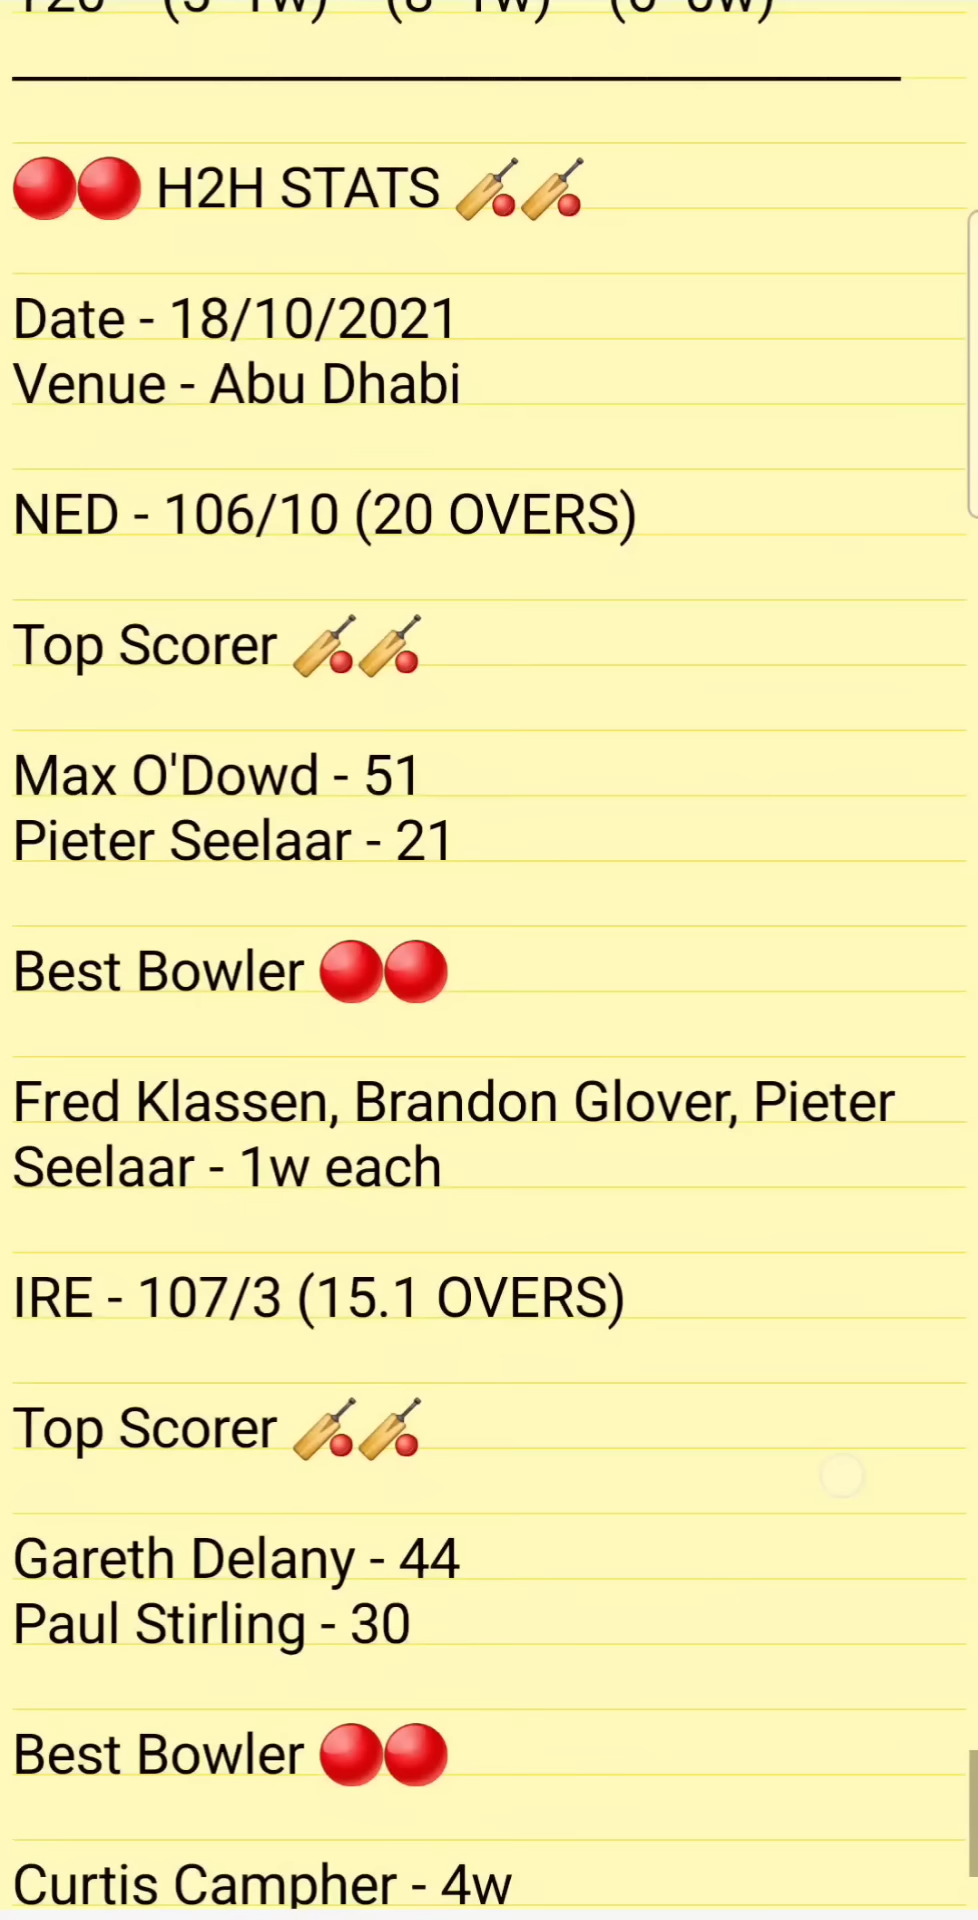 🔴🔴 H2H STATS 🏏🏏
Date - 18/10/2021
Venue - Abu Dhabi
NED - 106/10 (20 OVERS)
Top Scorer 🏏🏏
Max O'Dowd - 51
Pieter Seelaar - 21
Best Bowler 🔴🔴
Fred Klassen, Brandon Glover, Pieter
Seelaar - 1w each
IRE - 107/3 (15.1 OVERS)
Top Scorer 🏏🏏
Gareth Delany - 44
Paul Stirling - 30
Best Bowler 🔴🔴
Curtis Campher - 4w